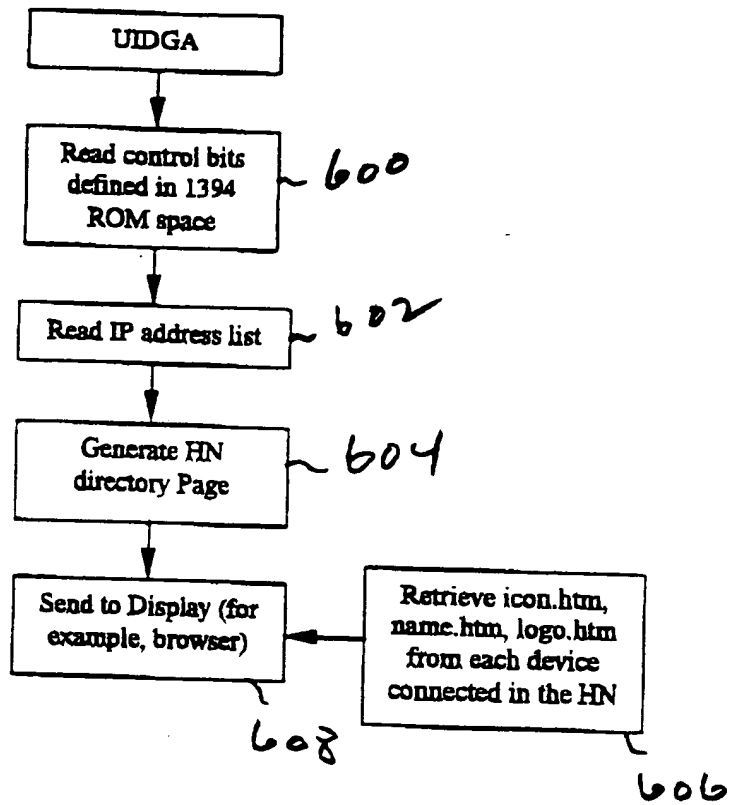 UIDGA
Read control bits
defined in 1394
ROM space
600
Read IP address list
602
Generate HN
directory Page
604
Send to Display (for
example, browser)
608
Retrieve icon.htm,
name.htm, logo.htm
from each device
connected in the HN
606